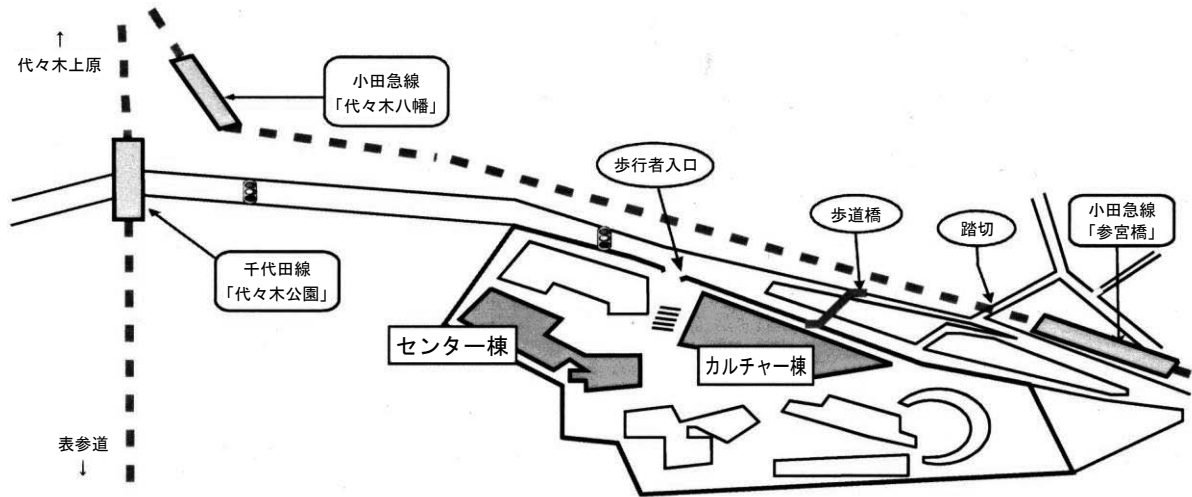 ↑
代々木上原
小田急線
「代々木八幡」
歩行者入口
歩道橋
踏切
小田急線
「参宮橋」
千代田線
「代々木公園」
センター棟
カルチャー棟
表参道
↓